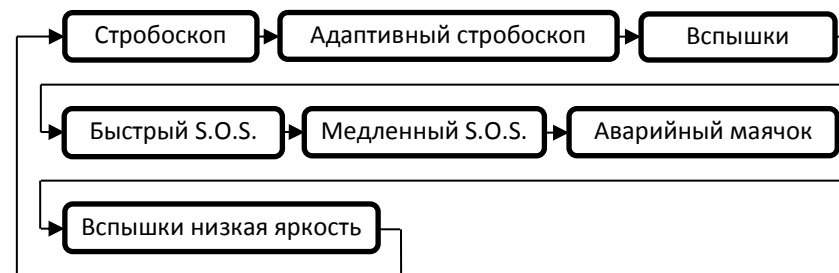 Стробоскоп Адаптивный стробоскоп Вспышки
Быстрый S.O.S. Медленный S.O.S. Аварийный маячок
Вспышки низкая яркость